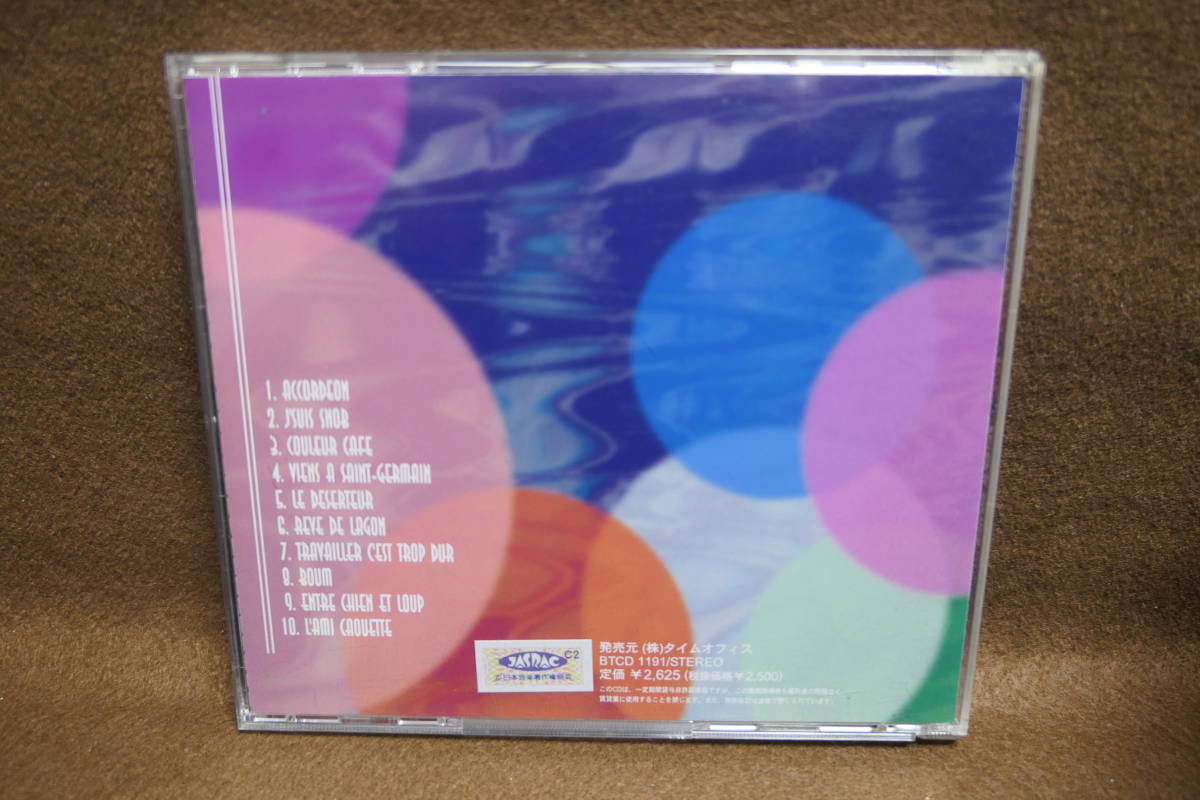 1. ACCORDEON
2. J'SUIS SNOB
3. COULEUR CAFE
4. VIENS A SAINT-GERMAIN
5. LE DESERTEUR
6. REVE DE LAGON
7. TRAVAILLER C'EST TROP DUR
8. BOUM
9. ENTRE CHIEN ET LOUP
10. L'AMI CAOUETTE
JASRAC C2
発売元 (株)タイムオフィス
BTCD 1191/STEREO
定価 ¥2,625 (税抜価格¥2,500)